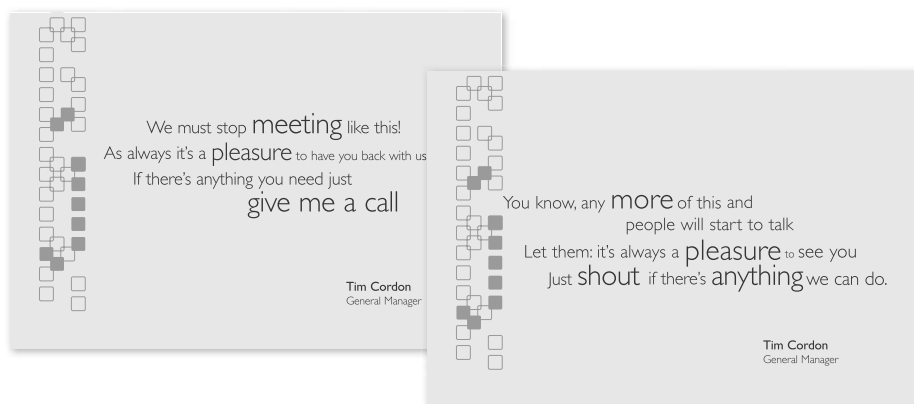 We must stop meeting like this!
As always it's a pleasure to have you back with us
If there's anything you need just
give me a call
Tim Cordon
General Manager
You know, any more of this and
people will start to talk
Let them: it's always a pleasure to see you
Just shout if there's anything we can do.
Tim Cordon
General Manager